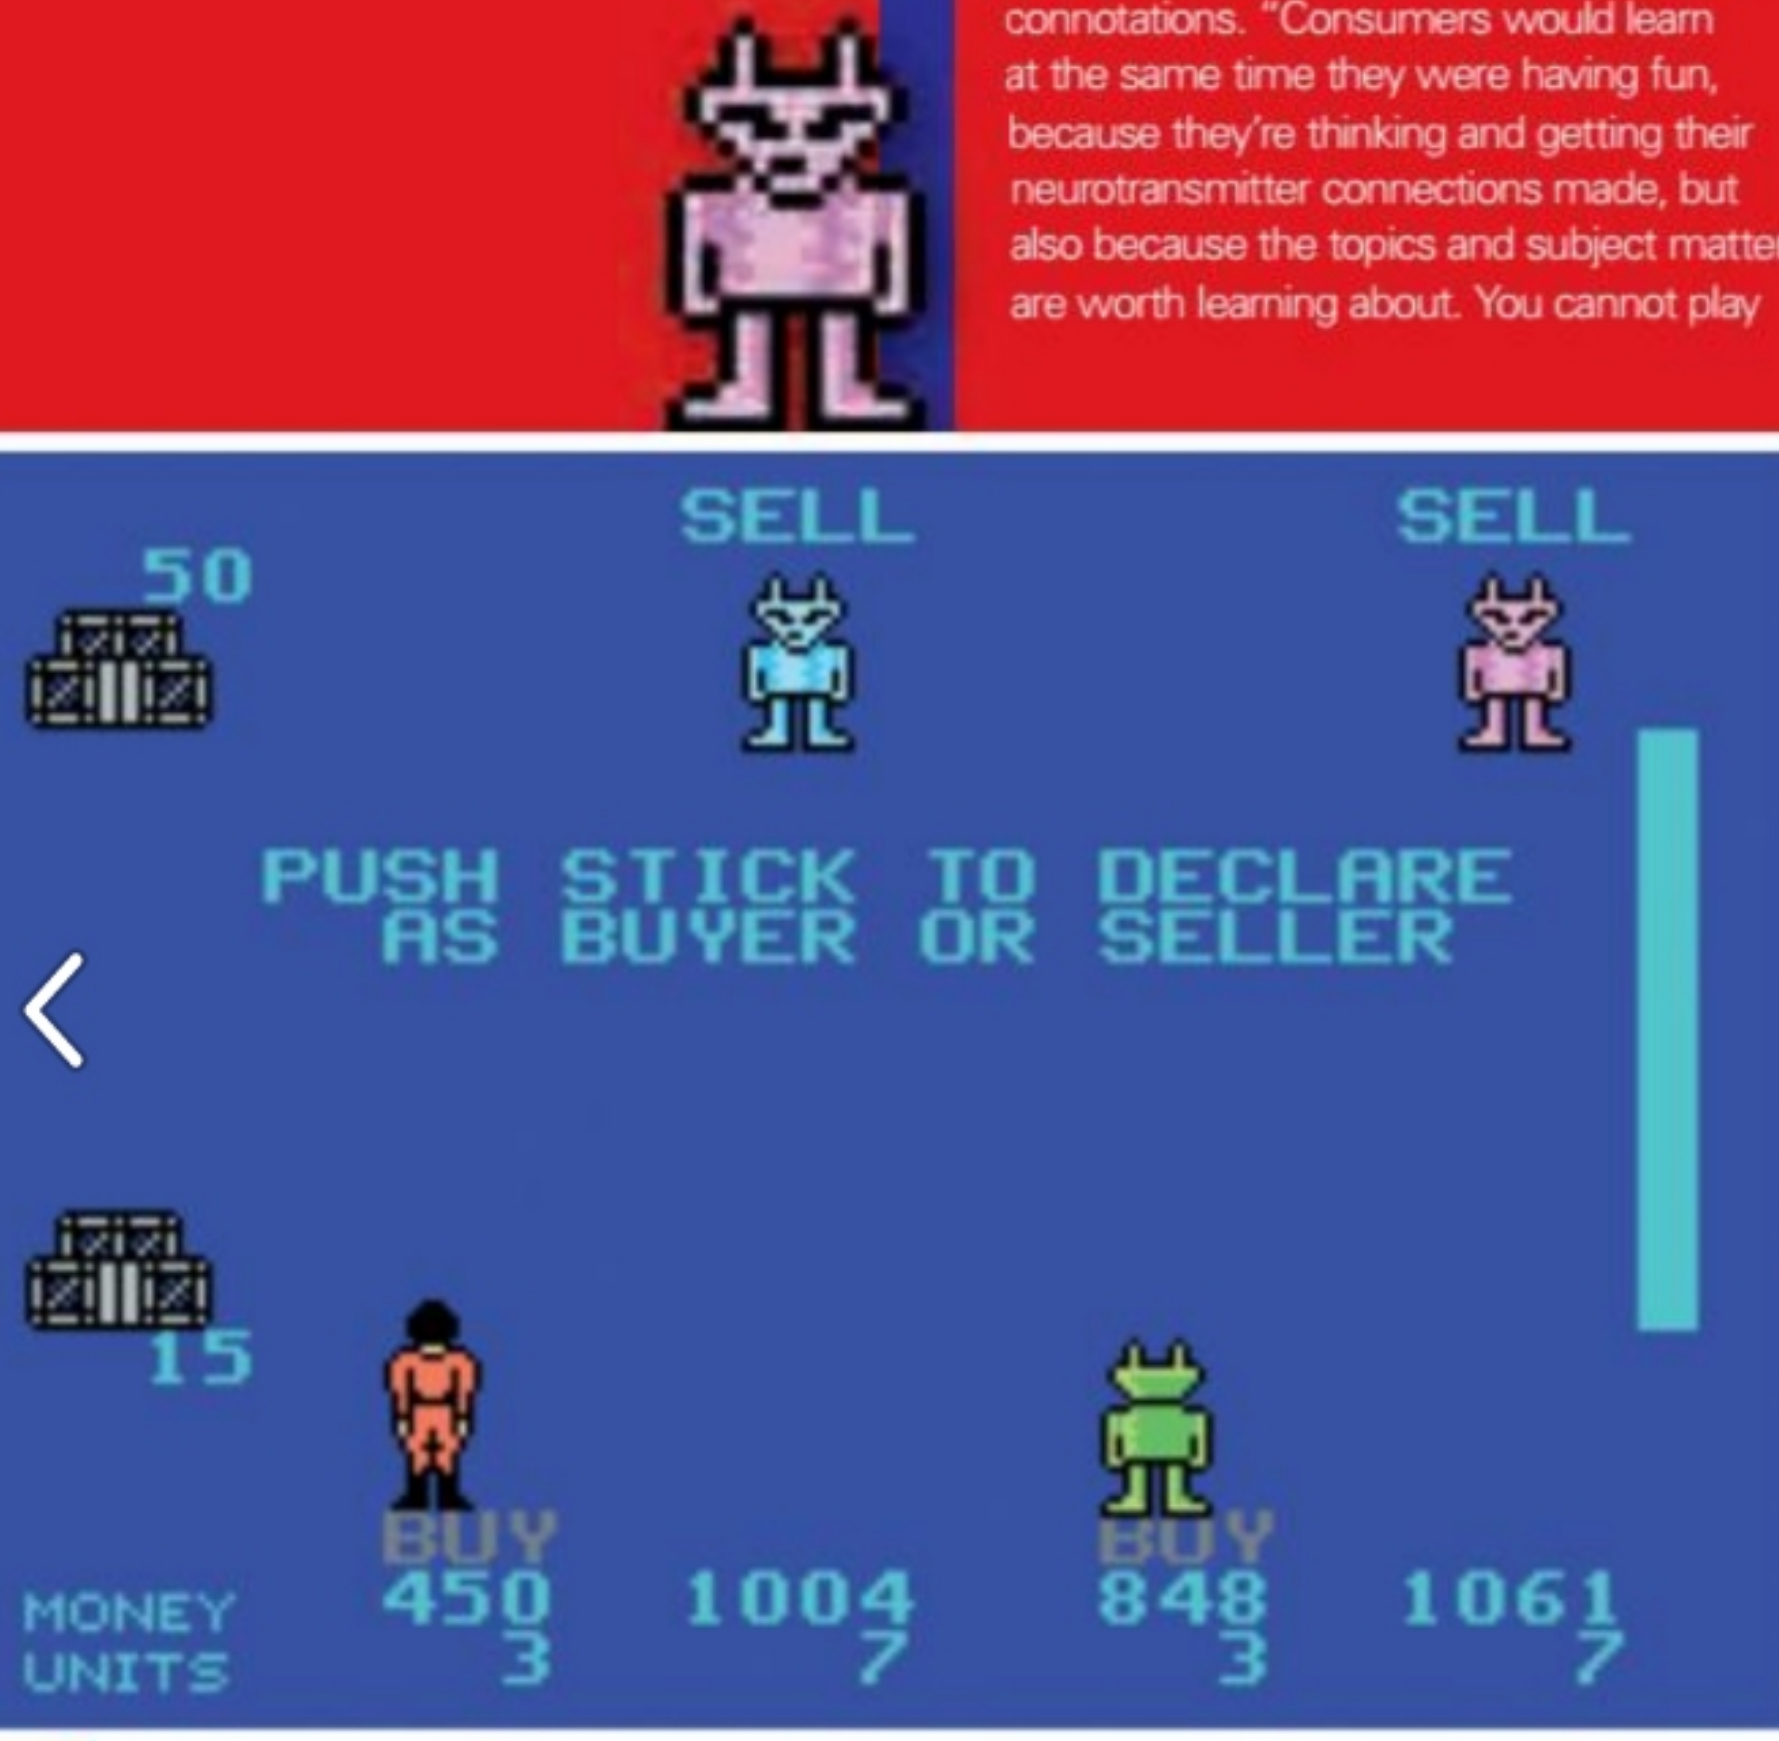 connotations. “Consumers would learn
at the same time they were having fun,
because they’re thinking and getting their
neurotransmitter connections made, but
also because the topics and subject matter
are worth learning about. You cannot play
SELL SELL
50
PUSH STICK TO DECLARE
AS BUYER OR SELLER
15
BUY BUY
MONEY 450 1004 848 1061
UNITS 3 7 3 7